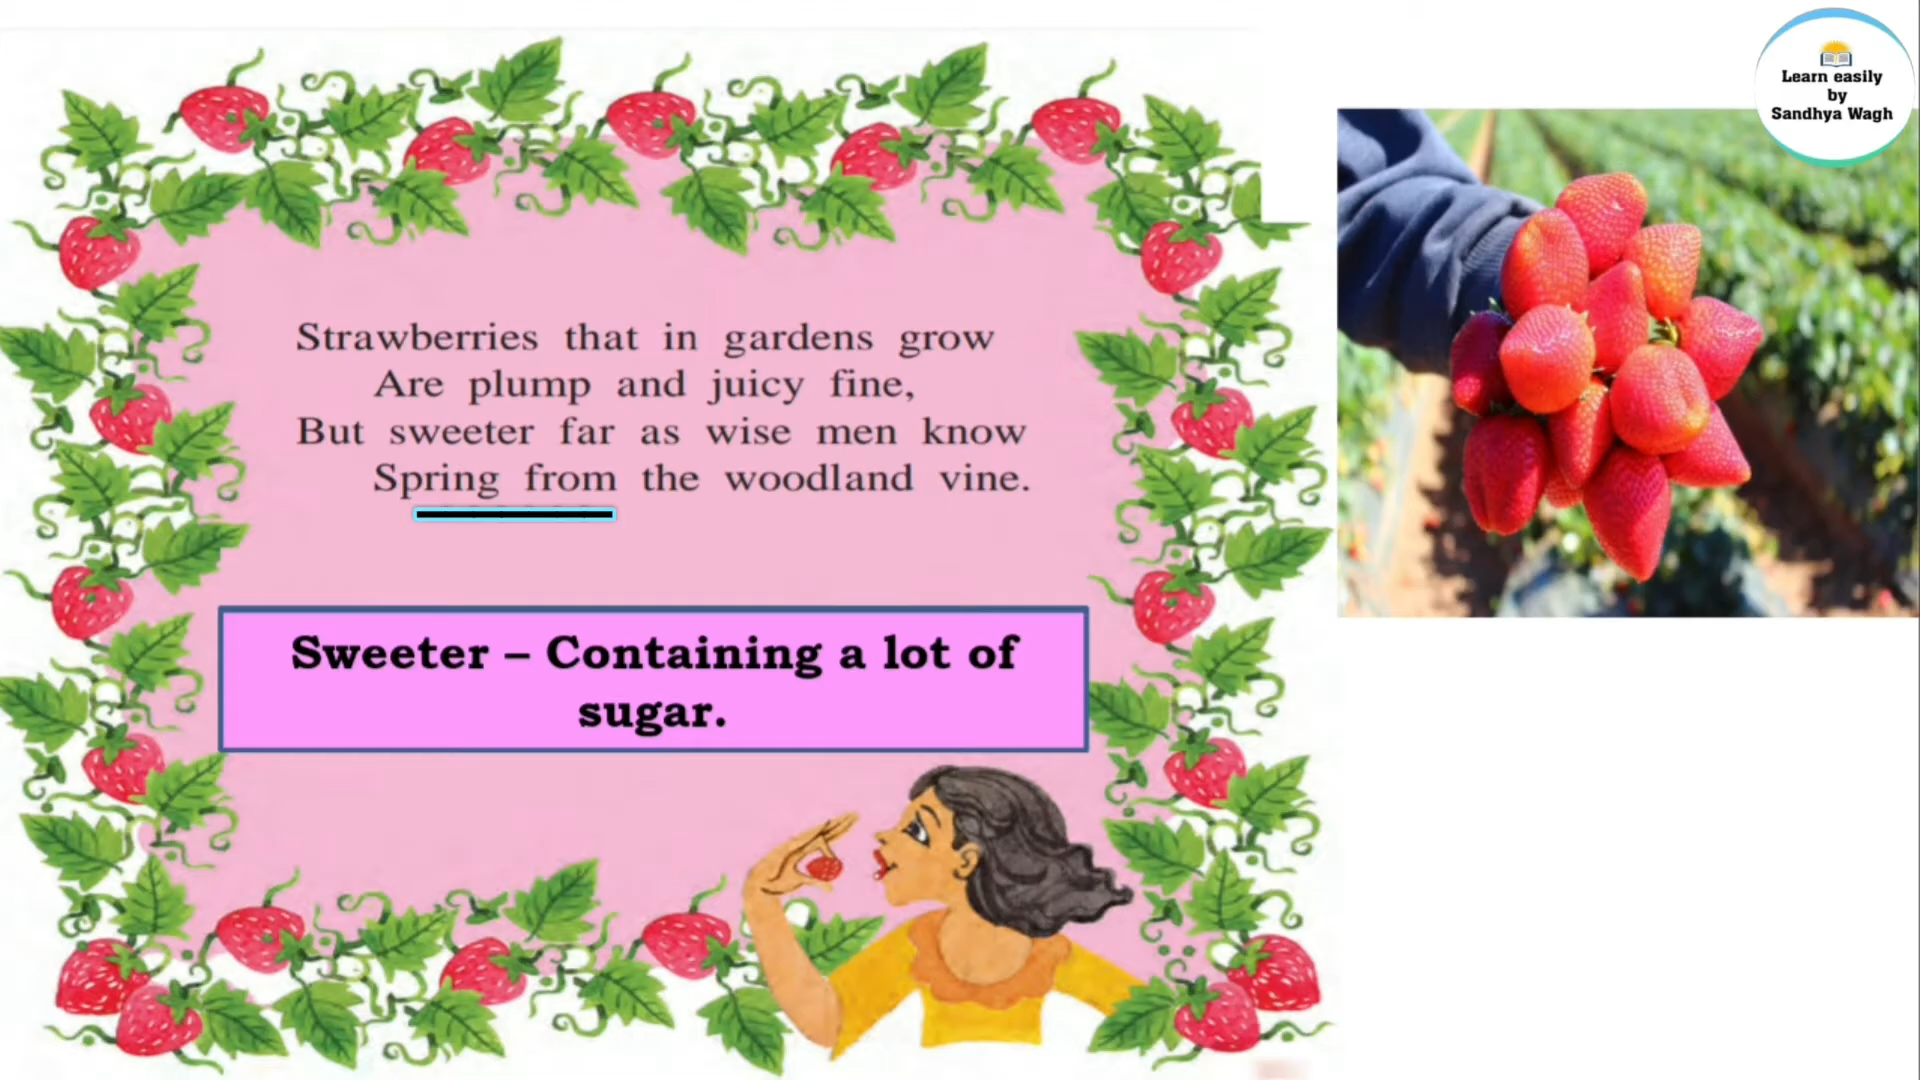 Strawberries that in gardens grow
Are plump and juicy fine,
But sweeter far as wise men know
Spring from the woodland vine.
Sweeter – Containing a lot of
sugar.
Learn easily
by
Sandhya Wagh